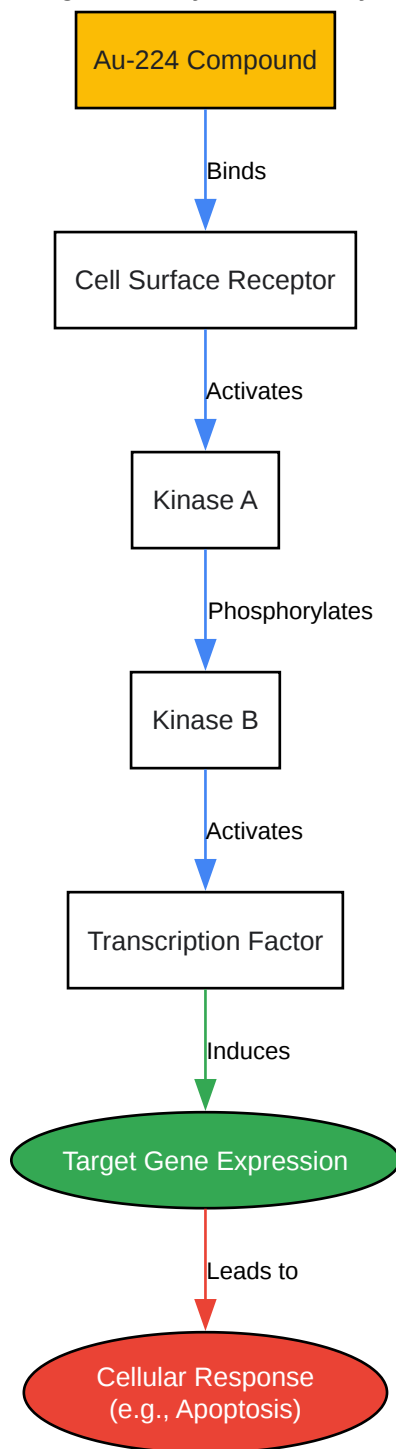 Au-224 Compound
Binds
Cell Surface Receptor
Activates
Kinase A
Phosphorylates
Kinase B
Activates
Transcription Factor
Induces
Target Gene Expression
Leads to
Cellular Response
(e.g., Apoptosis)